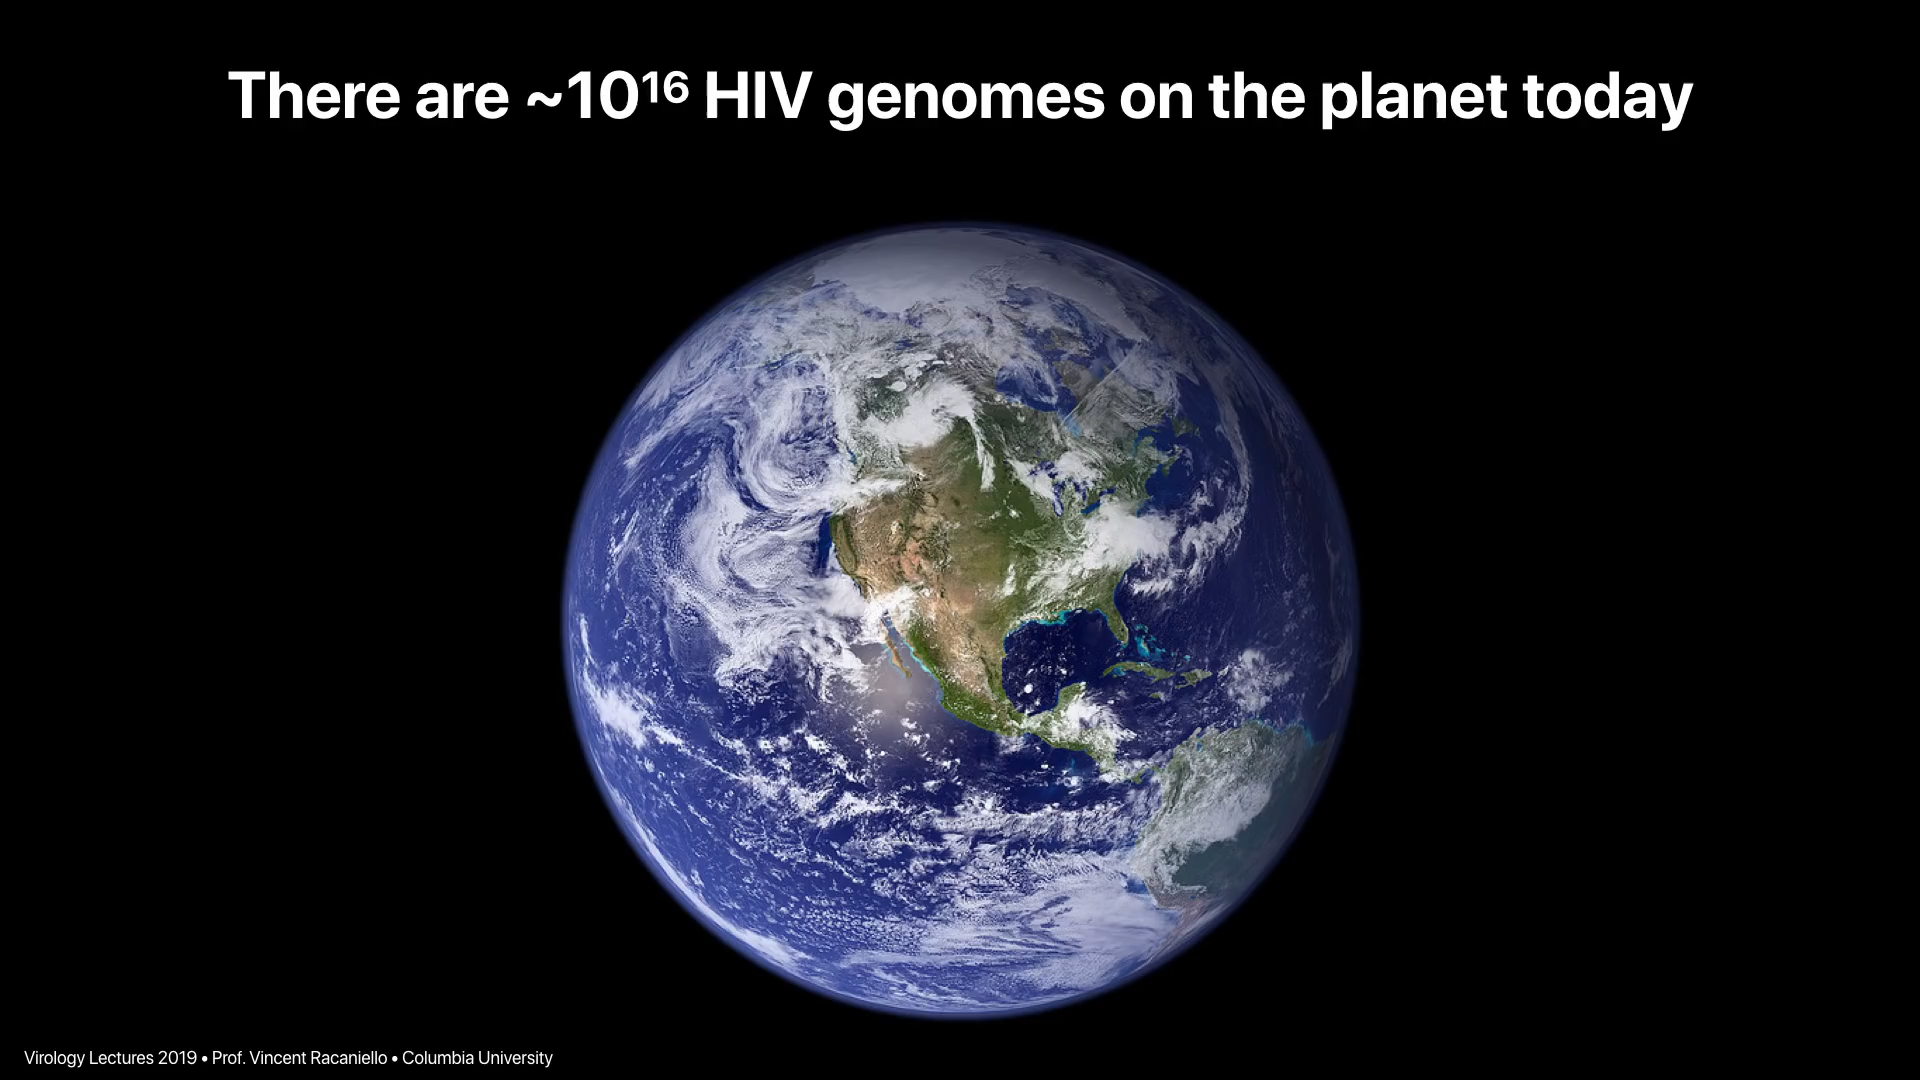 There are ~10¹⁶ HIV genomes on the planet today
Virology Lectures 2019 • Prof. Vincent Racaniello • Columbia University